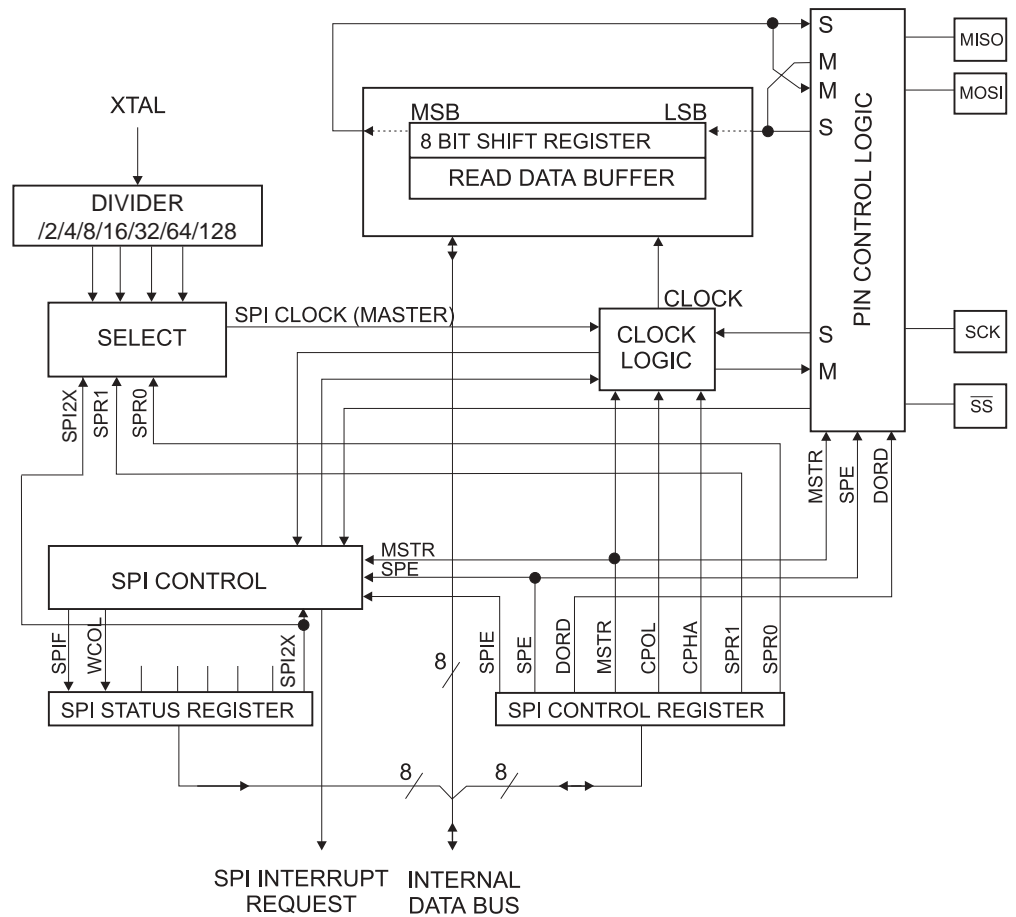 S
MISO
M
MOSI
M
S
XTAL
MSB
LSB
8 BIT SHIFT REGISTER
READ DATA BUFFER
DIVIDER
/2/4/8/16/32/64/128
PIN CONTROL LOGIC
SELECT
SPI CLOCK (MASTER)
CLOCK
CLOCK
LOGIC
S
M
SCK
SS
SPI2X
SPR1
SPR0
MSTR
SPE
DORD
SPI CONTROL
MSTR
SPE
SPIF
WCOL
SPI2X
8
SPIE
SPE
DORD
MSTR
CPOL
CPHA
SPR1
SPR0
SPI STATUS REGISTER
SPI CONTROL REGISTER
8
8
SPI INTERRUPT
REQUEST
INTERNAL
DATA BUS